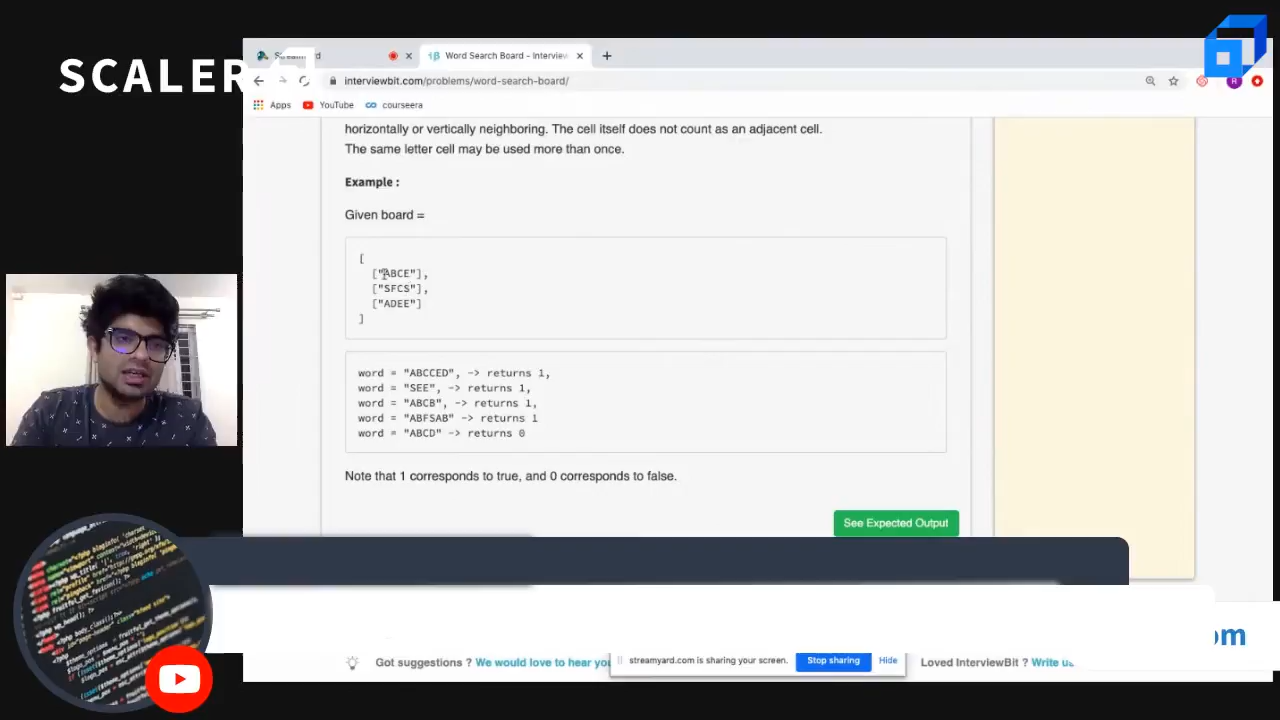 SCALER
Word Search Board - Interview
interviewbit.com/problems/word-search-board/
R
Apps YouTube courseera
horizontally or vertically neighboring. The cell itself does not count as an adjacent cell.
The same letter cell may be used more than once.
Example :
Given board =
[
["ABCE"],
["SFCS"],
["ADEE"]
]
word = "ABCCED", -> returns 1,
word = "SEE", -> returns 1,
word = "ABCB", -> returns 1,
word = "ABFSAB" -> returns 1
word = "ABCD" -> returns 0
Note that 1 corresponds to true, and 0 corresponds to false.
See Expected Output
om
Got suggestions ? We would love to hear you
streamyard.com is sharing your screen. Stop sharing Hide
Loved InterviewBit ? Write us